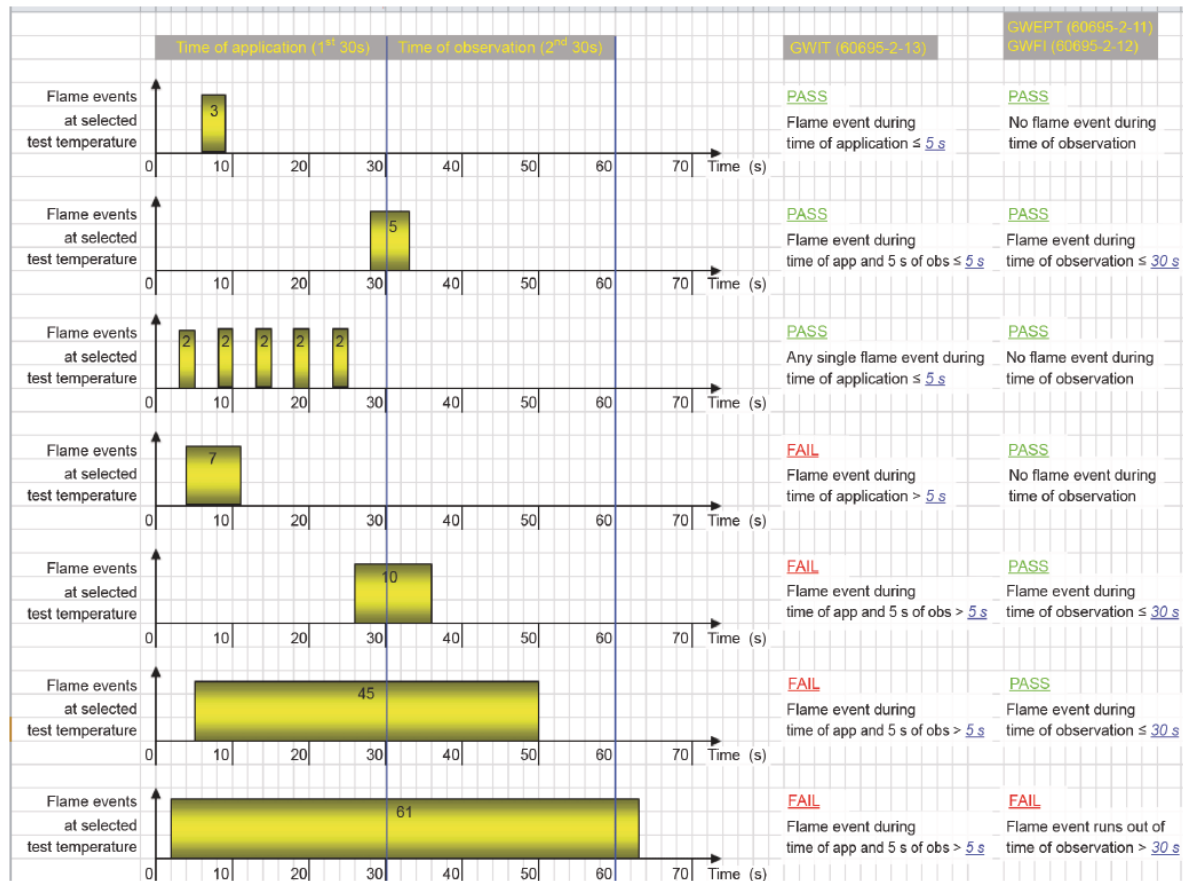 Time of application (1st 30s) Time of observation (2nd 30s)
GWIT (60695-2-13)
GWEPT (60695-2-11)
GWFI (60695-2-12)
Flame events
at selected
test temperature
3
0 10 20 30 40 50 60 70 Time (s)
PASS
Flame event during
time of application ≤ 5 s
PASS
No flame event during
time of observation
Flame events
at selected
test temperature
5
0 10 20 30 40 50 60 70 Time (s)
PASS
Flame event during
time of app and 5 s of obs ≤ 5 s
PASS
Flame event during
time of observation ≤ 30 s
Flame events
at selected
test temperature
2 2 2 2 2
0 10 20 30 40 50 60 70 Time (s)
PASS
Any single flame event during
time of application ≤ 5 s
PASS
No flame event during
time of observation
Flame events
at selected
test temperature
7
0 10 20 30 40 50 60 70 Time (s)
FAIL
Flame event during
time of application > 5 s
PASS
No flame event during
time of observation
Flame events
at selected
test temperature
10
0 10 20 30 40 50 60 70 Time (s)
FAIL
Flame event during
time of app and 5 s of obs > 5 s
PASS
Flame event during
time of observation ≤ 30 s
Flame events
at selected
test temperature
45
0 10 20 30 40 50 60 70 Time (s)
FAIL
Flame event during
time of app and 5 s of obs > 5 s
PASS
Flame event during
time of observation ≤ 30 s
Flame events
at selected
test temperature
61
0 10 20 30 40 50 60 70 Time (s)
FAIL
Flame event during
time of app and 5 s of obs > 5 s
FAIL
Flame event runs out of
time of observation > 30 s